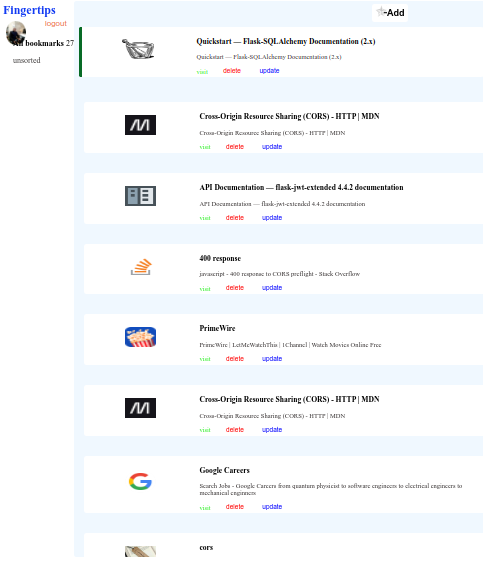 Fingertips
logout
All bookmarks 27
unsorted
Add
Quickstart — Flask-SQLAlchemy Documentation (2.x)
Quickstart — Flask-SQLAlchemy Documentation (2.x)
visit delete update
Cross-Origin Resource Sharing (CORS) - HTTP | MDN
Cross-Origin Resource Sharing (CORS) - HTTP | MDN
visit delete update
API Documentation — flask-jwt-extended 4.4.2 documentation
API Documentation — flask-jwt-extended 4.4.2 documentation
visit delete update
400 response
javascript - 400 response to CORS preflight - Stack Overflow
visit delete update
PrimeWire
PrimeWire | LetMeWatchThis | 1Channel | Watch Movies Online Free
visit delete update
Cross-Origin Resource Sharing (CORS) - HTTP | MDN
Cross-Origin Resource Sharing (CORS) - HTTP | MDN
visit delete update
Google Careers
Search Jobs - Google Careers from quantum physicist to software engineers to electrical engineers to
mechanical enginners
visit delete update
cors